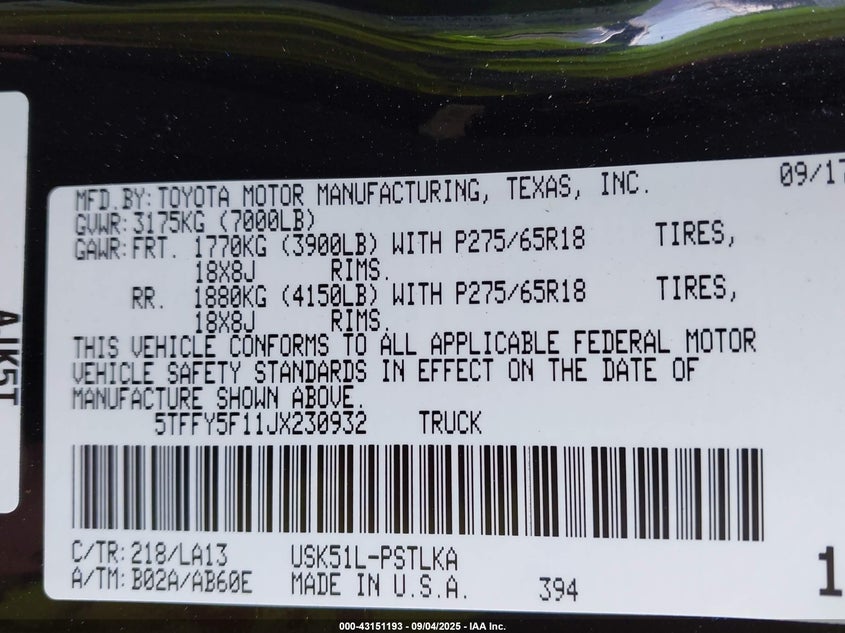 MFD.BY: TOYOTA MOTOR MANUFACTURING, TEXAS, INC. 09/17
GVWR: 3175KG (7000LB)
GAWR: FRT. 1770KG (3900LB) WITH P275/65R18 TIRES,
18X8J RIMS.
RR. 1880KG (4150LB) WITH P275/65R18 TIRES,
18X8J RIMS.
THIS VEHICLE CONFORMS TO ALL APPLICABLE FEDERAL MOTOR
VEHICLE SAFETY STANDARDS IN EFFECT ON THE DATE OF
MANUFACTURE SHOWN ABOVE.
5TFFY5F11JX230932 TRUCK
C/TR: 218/LA13 USK51L-PSTLKA
A/TM: B02A/AB60E MADE IN U.S.A. 394
1
AJK5T
000-43151193 - 09/04/2025 - IAA Inc.